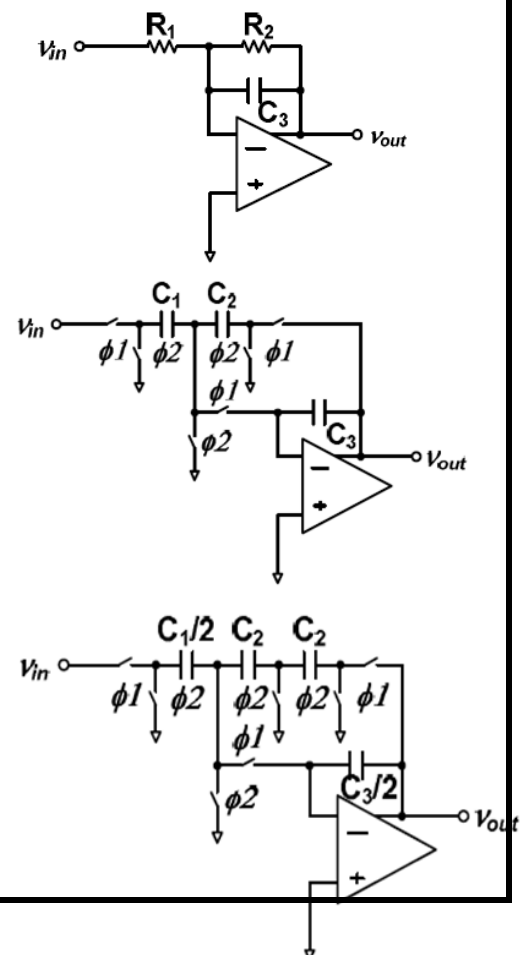 R1 R2
Vin
C3
Vout
− +
C1 C2
Vin
ϕ1 ϕ2 ϕ2 ϕ1
ϕ1
C3
ϕ2
Vout
− +
C1/2 C2 C2
Vin
ϕ1 ϕ2 ϕ2 ϕ2 ϕ1
ϕ1
C3/2
ϕ2
Vout
− +